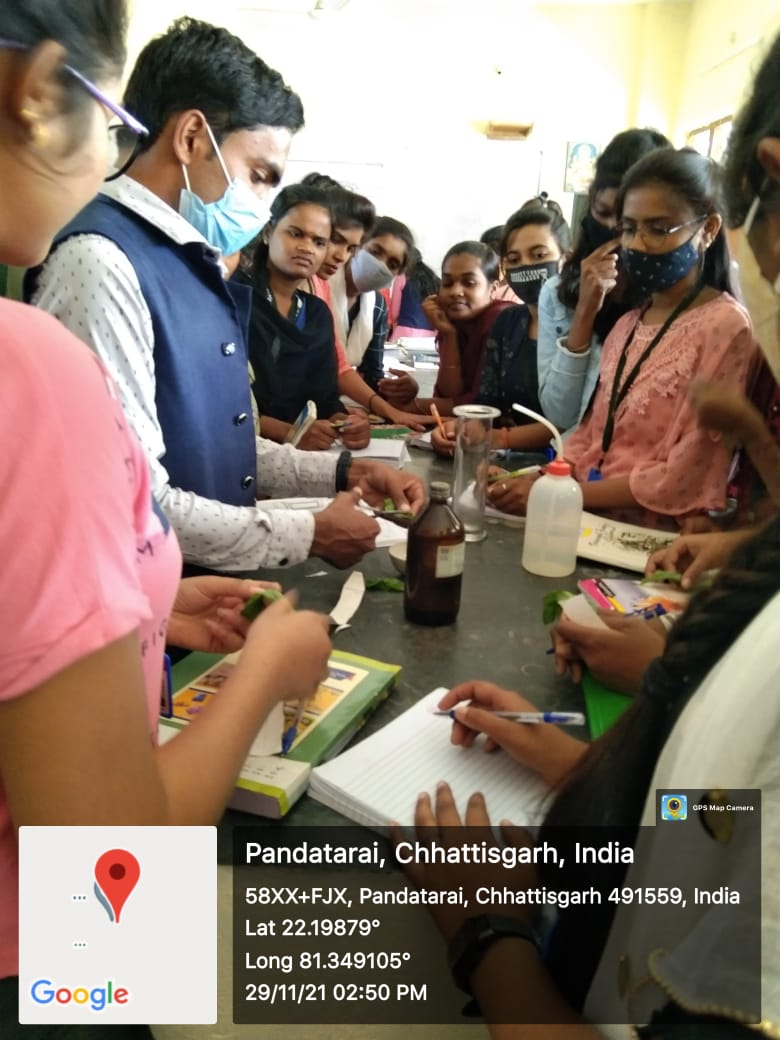 GPS Map Camera
Pandatarai, Chhattisgarh, India
58XX+FJX, Pandatarai, Chhattisgarh 491559, India
Lat 22.19879°
Long 81.349105°
29/11/21 02:50 PM
Google